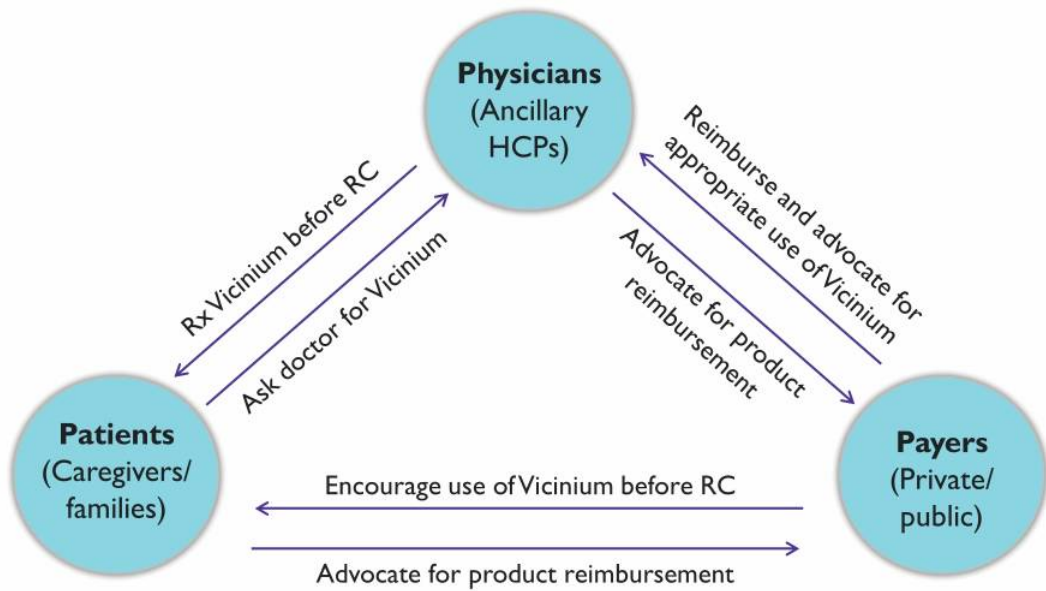 Physicians
(Ancillary
HCPs)
Rx Vicinium before RC
Ask doctor for Vicinium
Reimburse and advocate for
appropriate use of Vicinium
Advocate for product
reimbursement
Patients
(Caregivers/
families)
Payers
(Private/
public)
Encourage use of Vicinium before RC
Advocate for product reimbursement